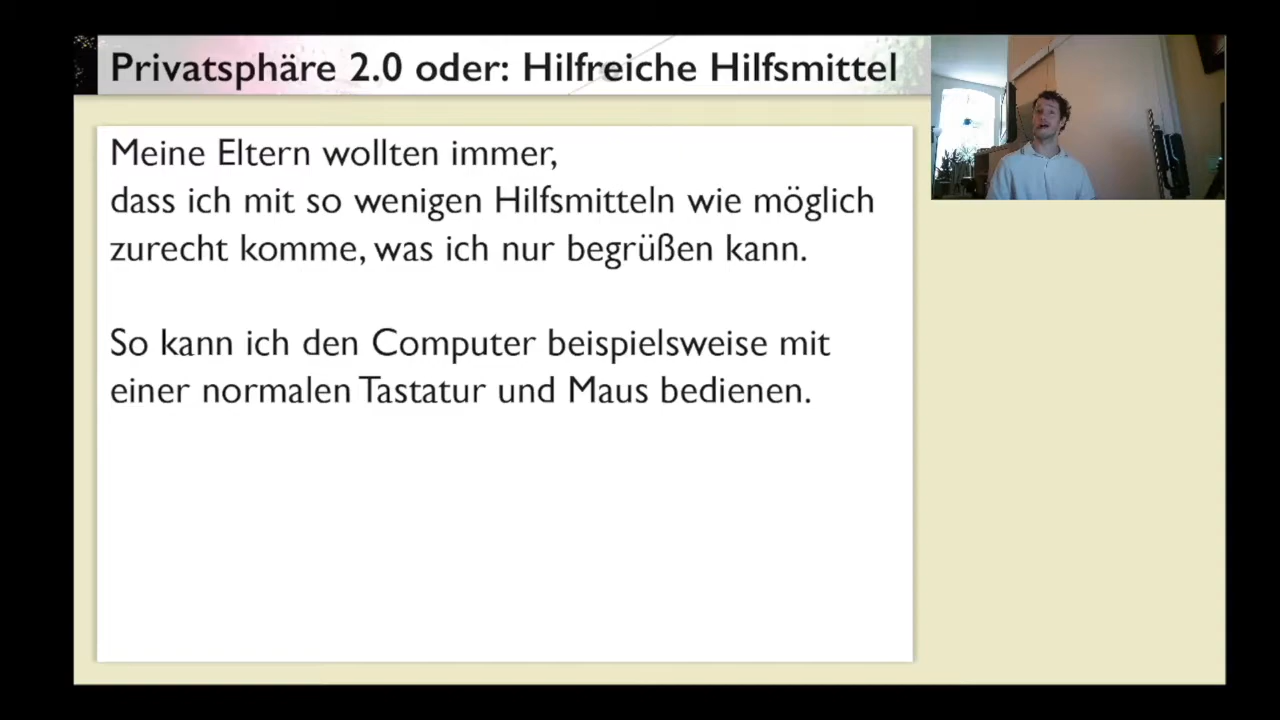 Privatsphäre 2.0 oder: Hilfreiche Hilfsmittel
Meine Eltern wollten immer,
dass ich mit so wenigen Hilfsmitteln wie möglich
zurecht komme, was ich nur begrüßen kann.
So kann ich den Computer beispielsweise mit
einer normalen Tastatur und Maus bedienen.